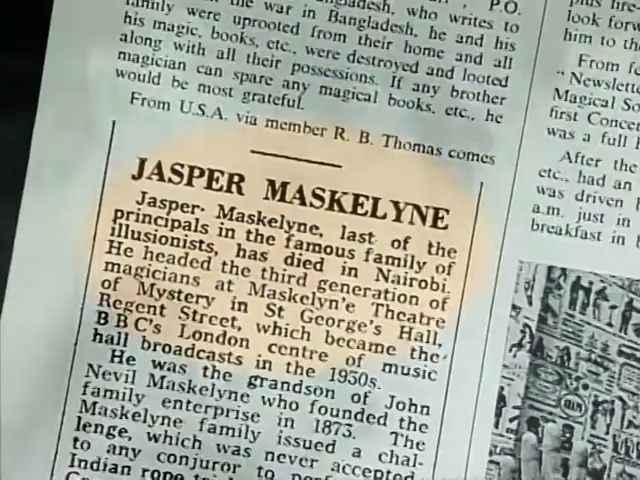 the war in Bangladesh, who writes to
family were uprooted from their home and his
his magic, books, etc., were destroyed and all
along with all their possessions. If any brother looted
magician can spare any magical books, etc., he
would be most grateful.
From U.S.A. via member R. B. Thomas comes
JASPER MASKELYNE
Jasper Maskelyne, last of the
principals in the famous family of
illusionists, has died in Nairobi.
He headed the third generation of
magicians at Maskelyn'e Theatre
of Mystery in St George's Hall,
Regent Street, which became the
BBC's London centre of music
hall broadcasts in the 1930s.
He was the grandson of John
Nevil Maskelyne who founded the
family enterprise in 1873. The
Maskelyne family issued a chal-
lenge, which was never accepted
to any conjuror to
Indian rope
P.O.
look forw
him to th
From
"Newslette
Magical So
first Concer
was a full
After the
etc., had an
was driven
a.m. just in
breakfast in